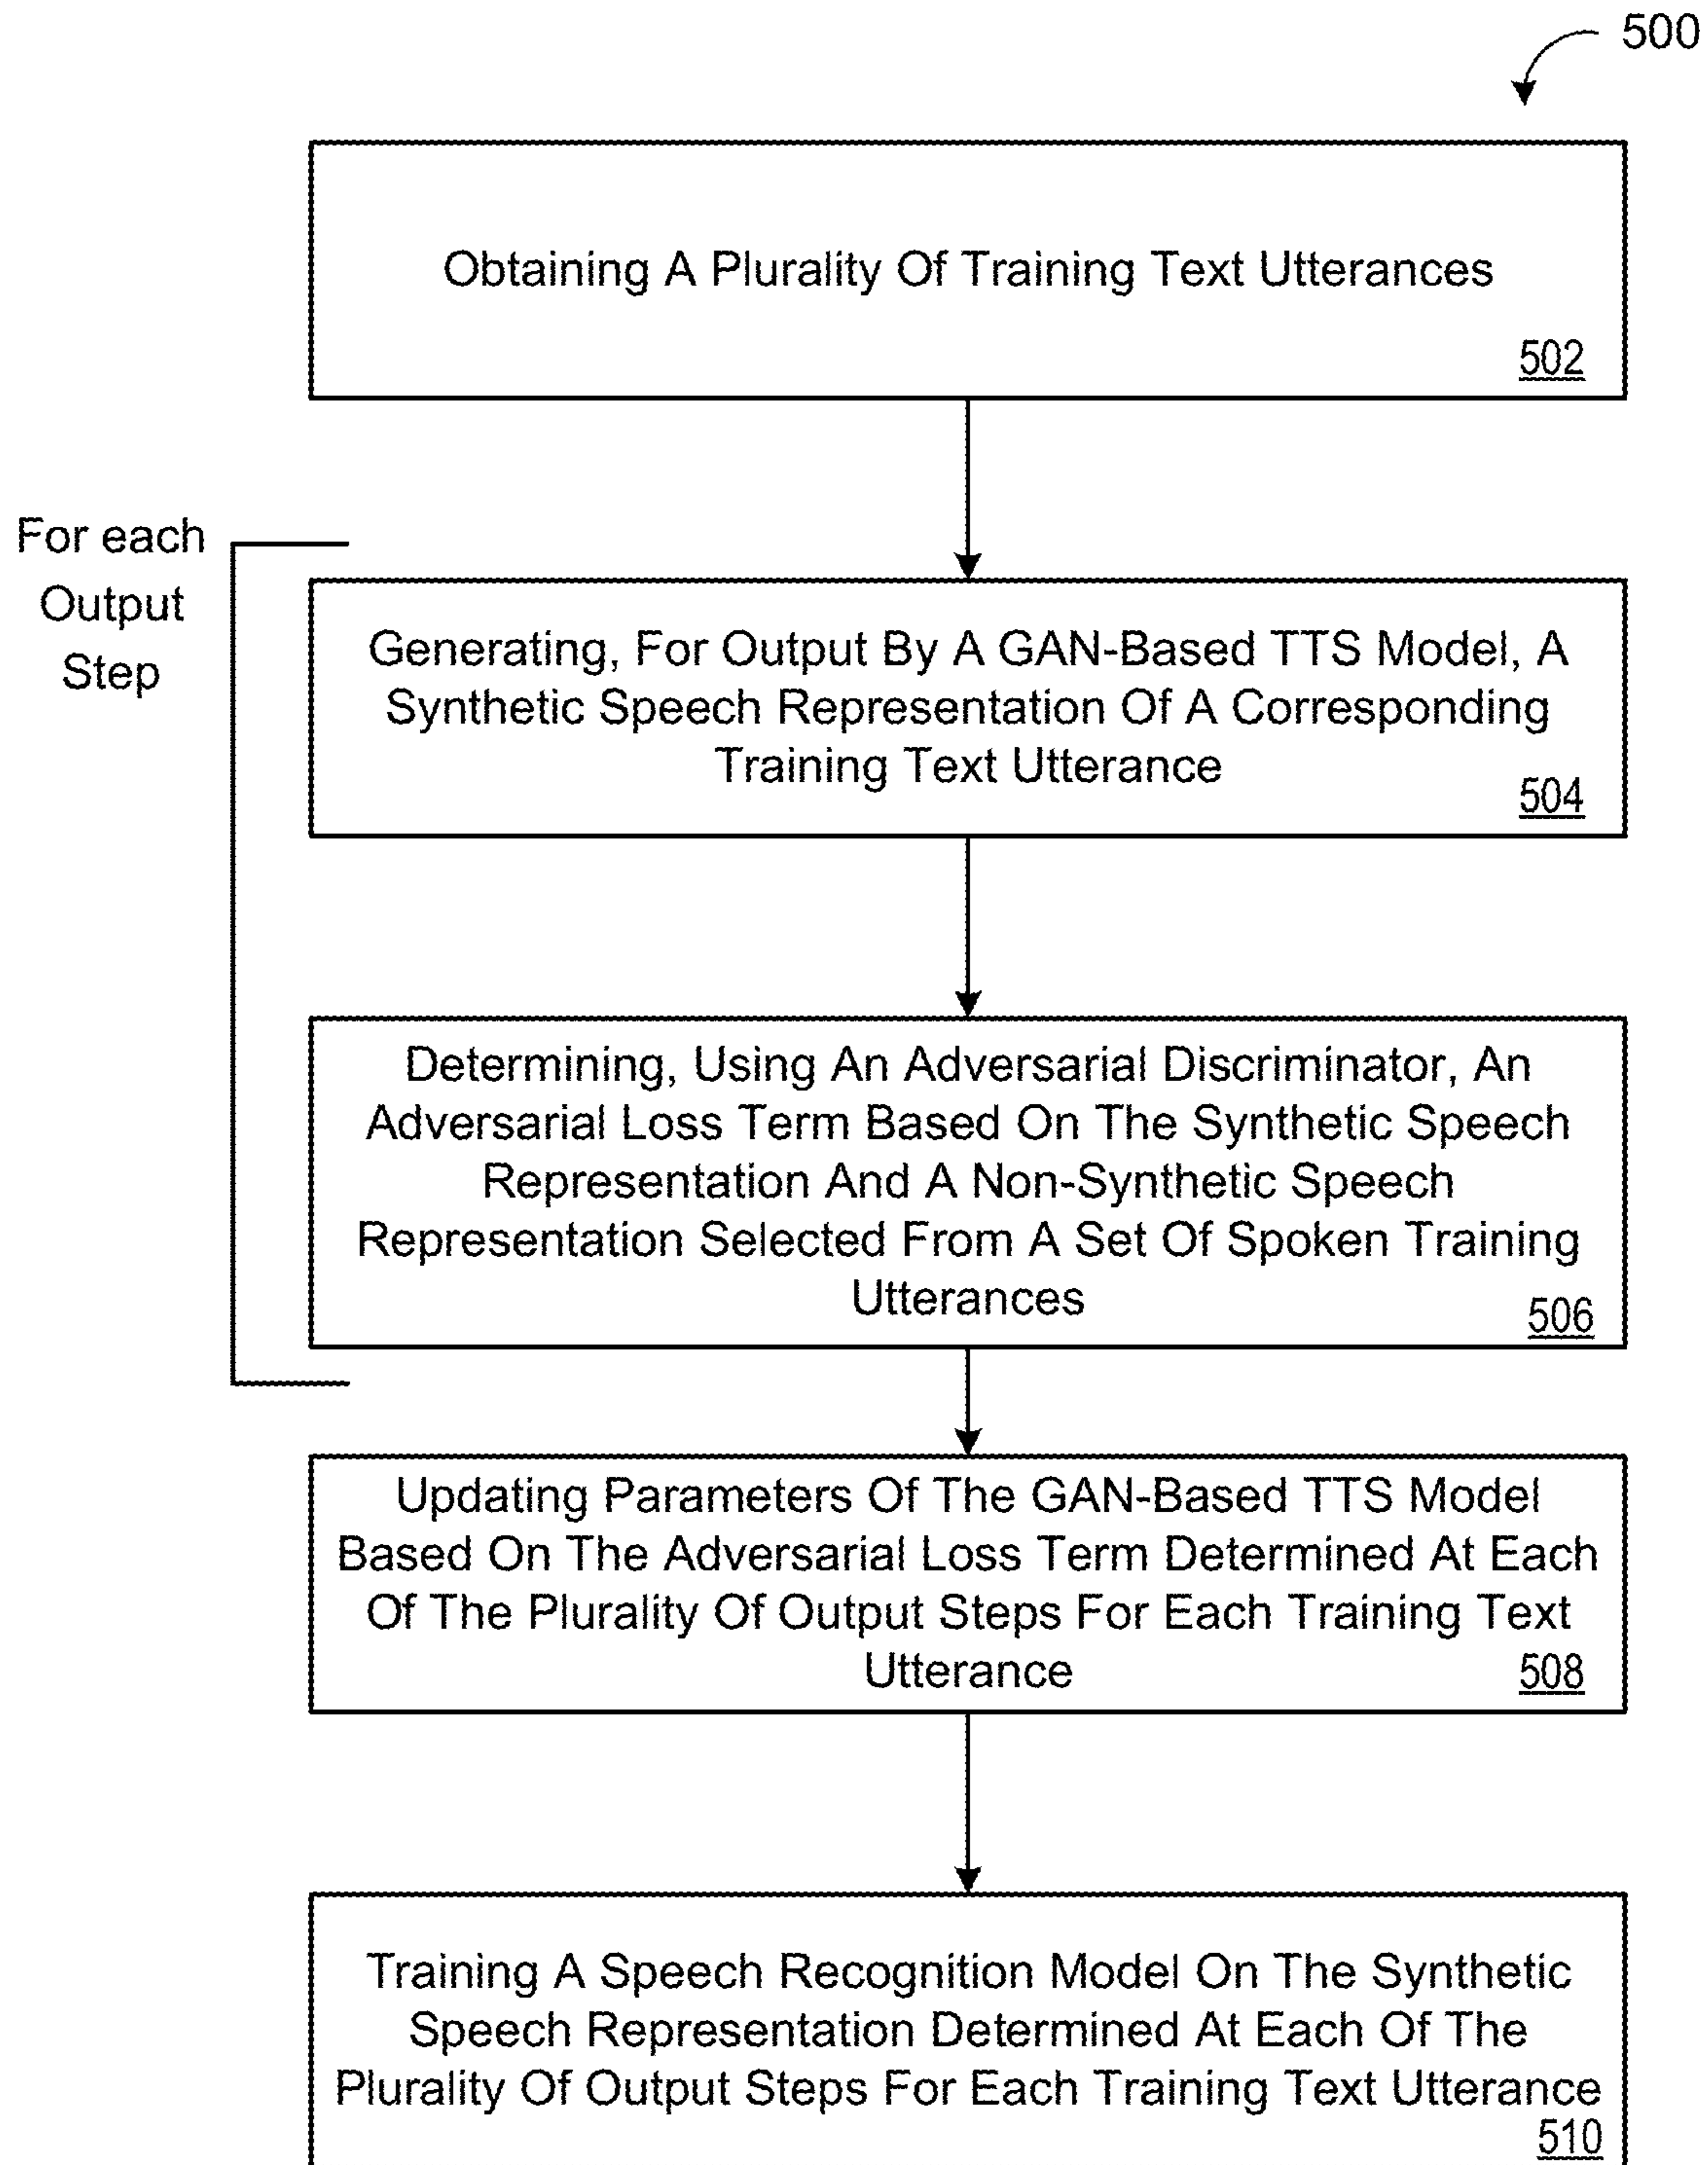 500
Obtaining A Plurality Of Training Text Utterances
502
For each
Output
Step
Generating, For Output By A GAN-Based TTS Model, A
Synthetic Speech Representation Of A Corresponding
Training Text Utterance
504
Determining, Using An Adversarial Discriminator, An
Adversarial Loss Term Based On The Synthetic Speech
Representation And A Non-Synthetic Speech
Representation Selected From A Set Of Spoken Training
Utterances
506
Updating Parameters Of The GAN-Based TTS Model
Based On The Adversarial Loss Term Determined At Each
Of The Plurality Of Output Steps For Each Training Text
Utterance
508
Training A Speech Recognition Model On The Synthetic
Speech Representation Determined At Each Of The
Plurality Of Output Steps For Each Training Text Utterance
510